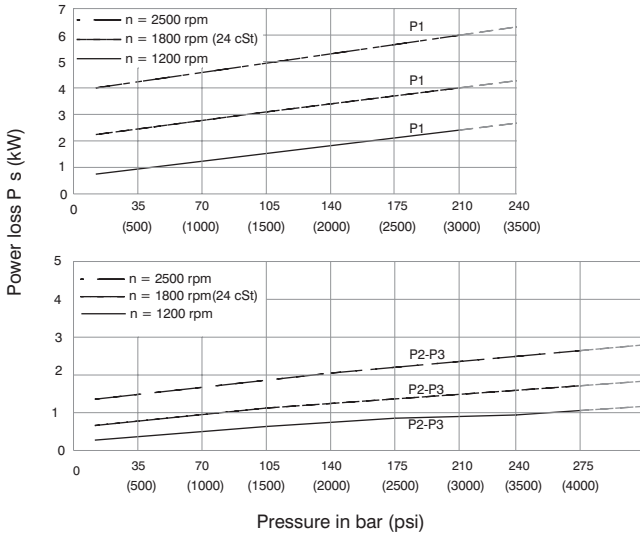 7
6
5
4
3
2
1
0
n = 2500 rpm
n = 1800 rpm (24 cSt)
n = 1200 rpm
P1
P1
P1
0 35 70 105 140 175 210 240
(500) (1000) (1500) (2000) (2500) (3000) (3500)
Power loss P s (kW)
5
4
3
2
1
0
n = 2500 rpm
n = 1800 rpm (24 cSt)
n = 1200 rpm
P2-P3
P2-P3
P2-P3
0 35 70 105 140 175 210 240 275
(500) (1000) (1500) (2000) (2500) (3000) (3500) (4000)
Pressure in bar (psi)